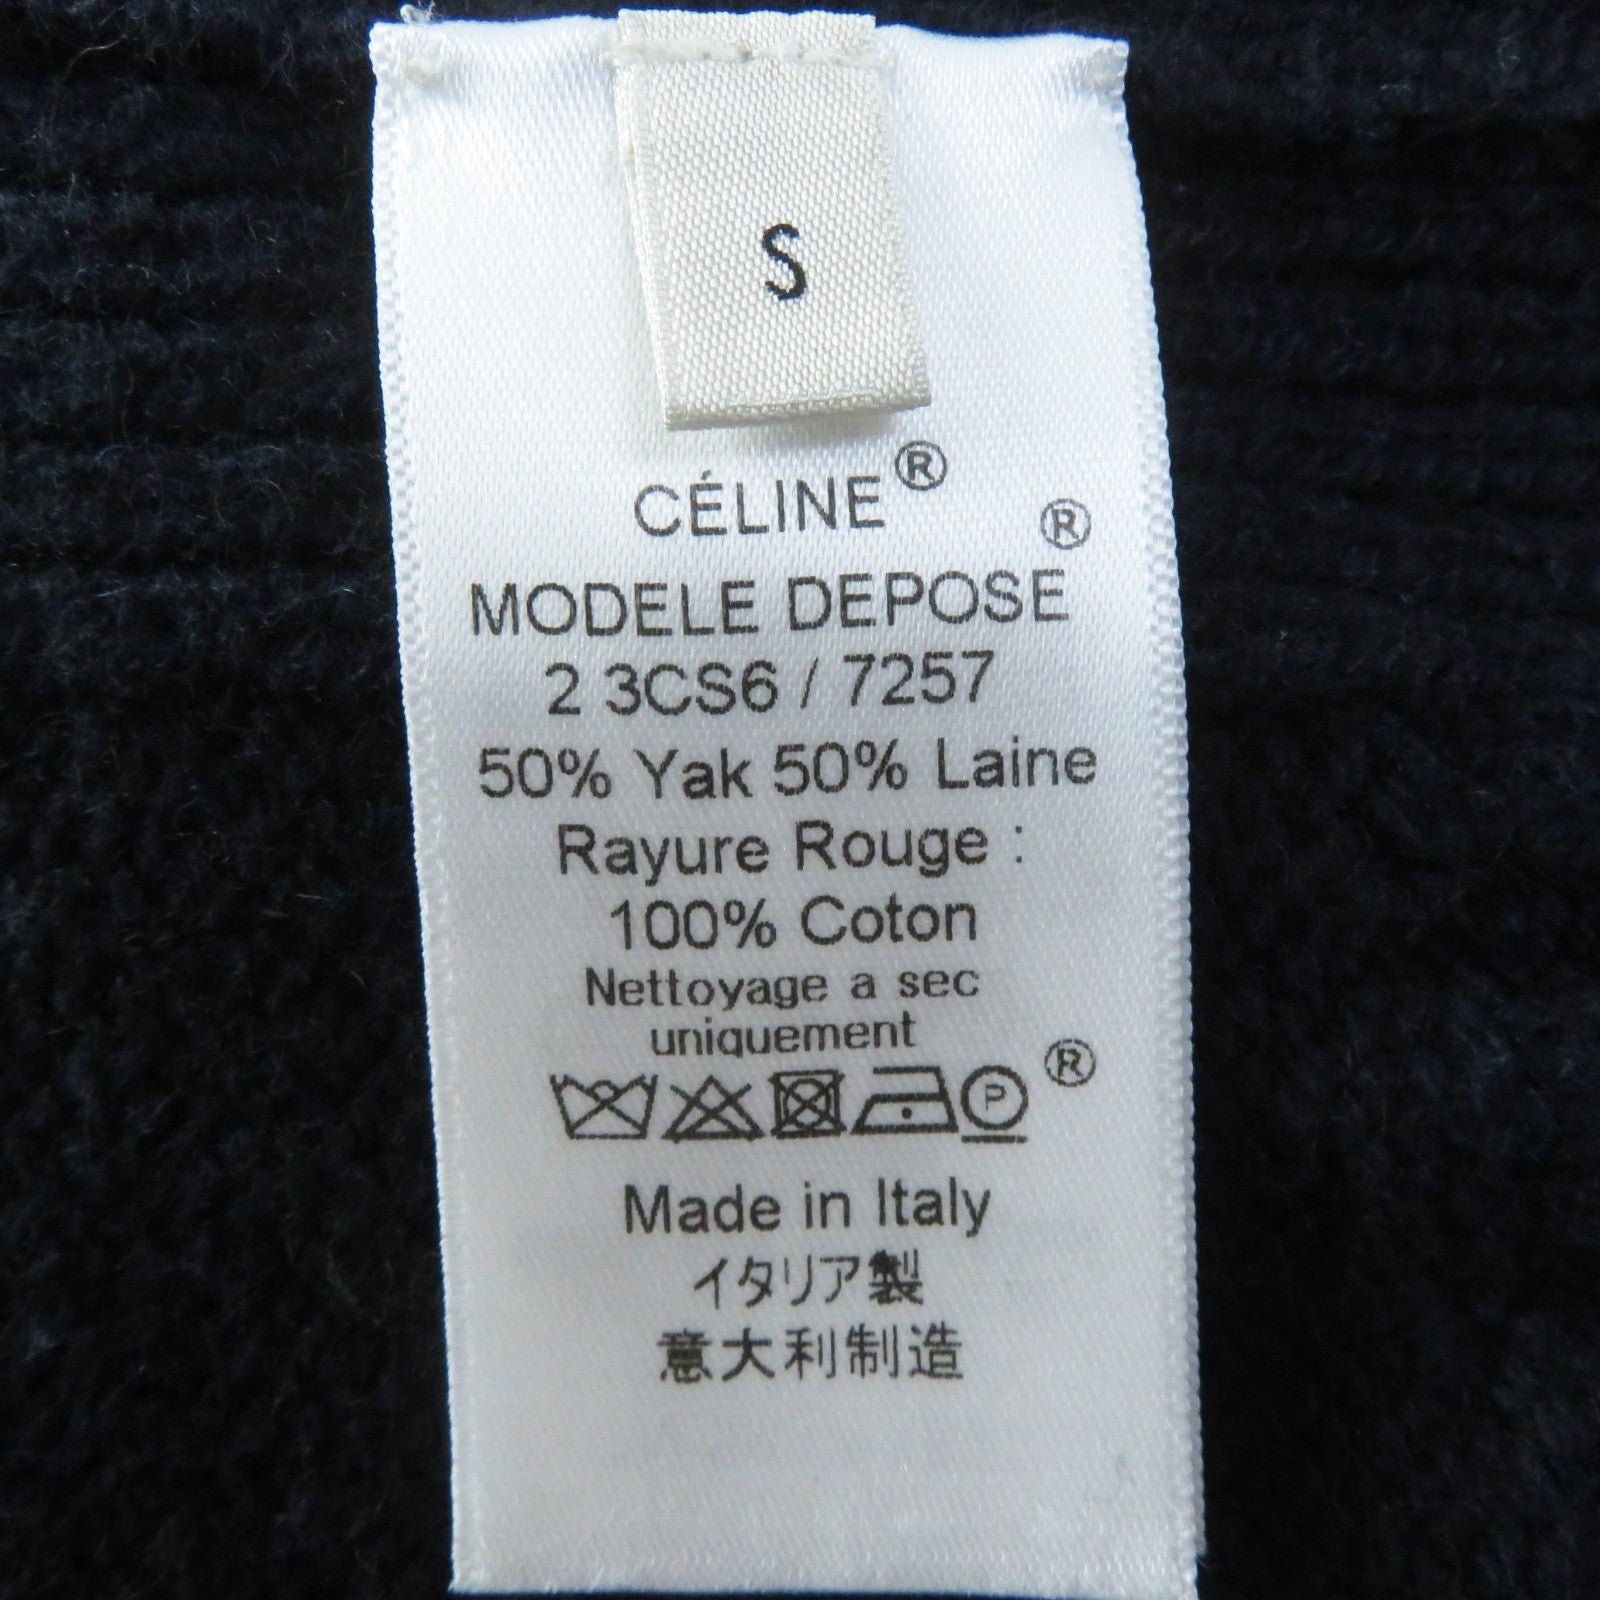 S
CÉLINE®
®
MODELE DEPOSE
2 3CS6 / 7257
50% Yak 50% Laine
Rayure Rouge :
100% Coton
Nettoyage a sec
uniquement
P ®
Made in Italy
イタリア製
意大利制造